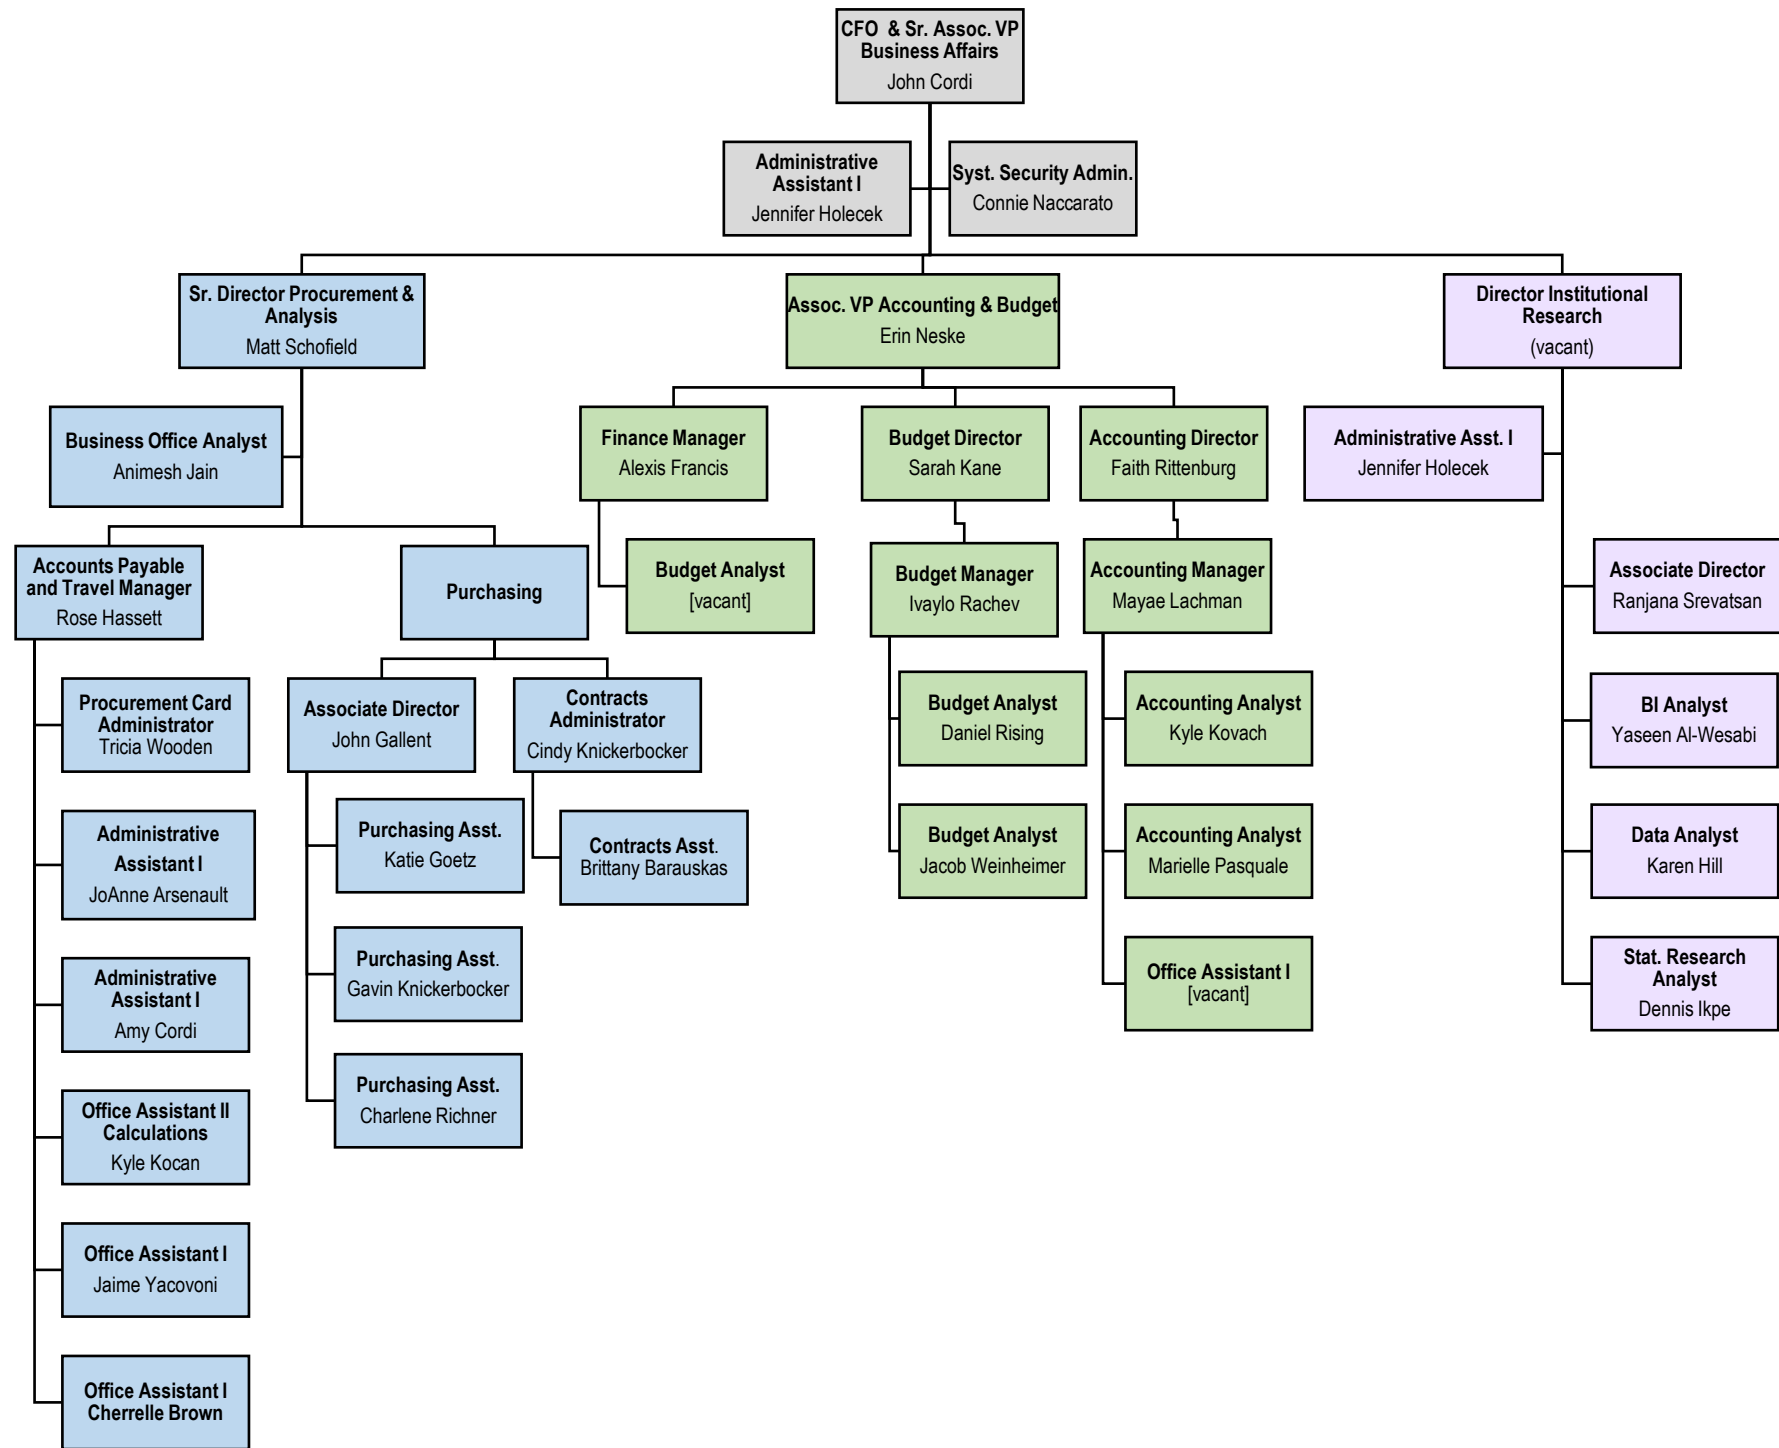 CFO & Sr. Assoc. VP
Business Affairs
John Cordi
Administrative
Assistant I
Jennifer Holecek
Syst. Security Admin.
Connie Naccarato
Sr. Director Procurement &
Analysis
Matt Schofield
Assoc. VP Accounting & Budget
Erin Neske
Director Institutional
Research
(vacant)
Business Office Analyst
Animesh Jain
Finance Manager
Alexis Francis
Budget Director
Sarah Kane
Accounting Director
Faith Rittenburg
Administrative Asst. I
Jennifer Holecek
Accounts Payable
and Travel Manager
Rose Hassett
Purchasing
Budget Analyst
[vacant]
Budget Manager
Ivaylo Rachev
Accounting Manager
Mayae Lachman
Associate Director
Ranjana Srevatsan
Procurement Card
Administrator
Tricia Wooden
Associate Director
John Gallent
Contracts
Administrator
Cindy Knickerbocker
Budget Analyst
Daniel Rising
Accounting Analyst
Kyle Kovach
BI Analyst
Yaseen Al-Wesabi
Administrative
Assistant I
JoAnne Arsenault
Purchasing Asst.
Katie Goetz
Contracts Asst.
Brittany Barauskas
Budget Analyst
Jacob Weinheimer
Accounting Analyst
Marielle Pasquale
Data Analyst
Karen Hill
Administrative
Assistant I
Amy Cordi
Purchasing Asst.
Gavin Knickerbocker
Office Assistant I
[vacant]
Stat. Research
Analyst
Dennis Ikpe
Office Assistant II
Calculations
Kyle Kocan
Purchasing Asst.
Charlene Richner
Office Assistant I
Jaime Yacovoni
Office Assistant I
Cherrelle Brown